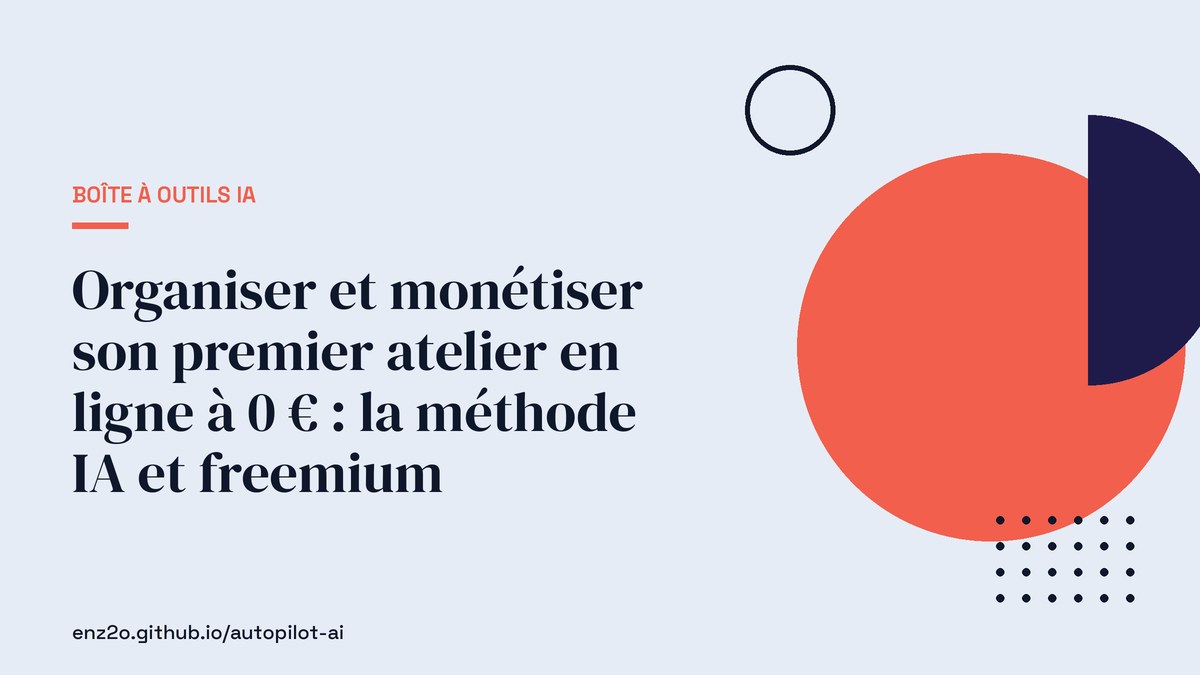 BOÎTE À OUTILS IA
Organiser et monétiser
son premier atelier en
ligne à 0 € : la méthode
IA et freemium
enz2o.github.io/autopilot-ai